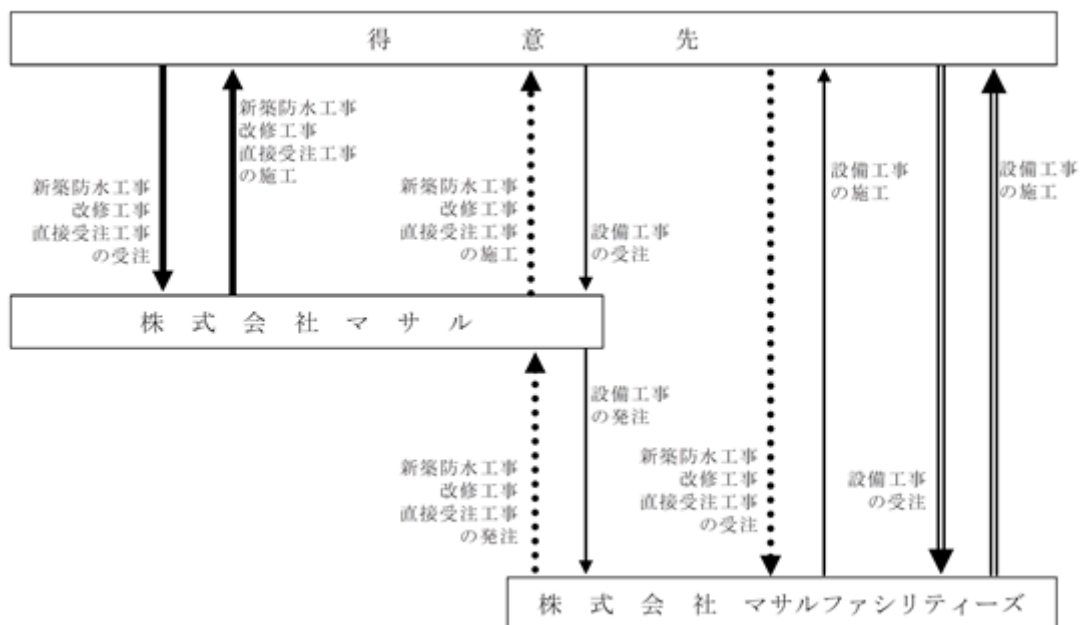 得意先
新築防水工事
改修工事
直接受注工事
の受注
新築防水工事
改修工事
直接受注工事
の施工
新築防水工事
改修工事
直接受注工事
の施工
設備工事
の受注
設備工事
の施工
設備工事
の施工
株式会社マサル
設備工事
の発注
新築防水工事
改修工事
直接受注工事
の発注
新築防水工事
改修工事
直接受注工事
の受注
設備工事
の受注
株式会社 マサルファシリティーズ